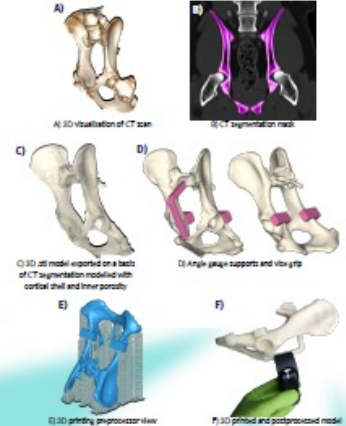 A)
B)
A) 3D visualisation of CT scan
B) CT segmentation mask
C)
D)
C) 3D .stl model exported on a basis
of CT segmentation modelled with
cortical shell and inner porosity
D) Angle gauge supports and vice grip
E)
F)
E) 3D printing preprocessor view
F) 3D printed and postprocessed model